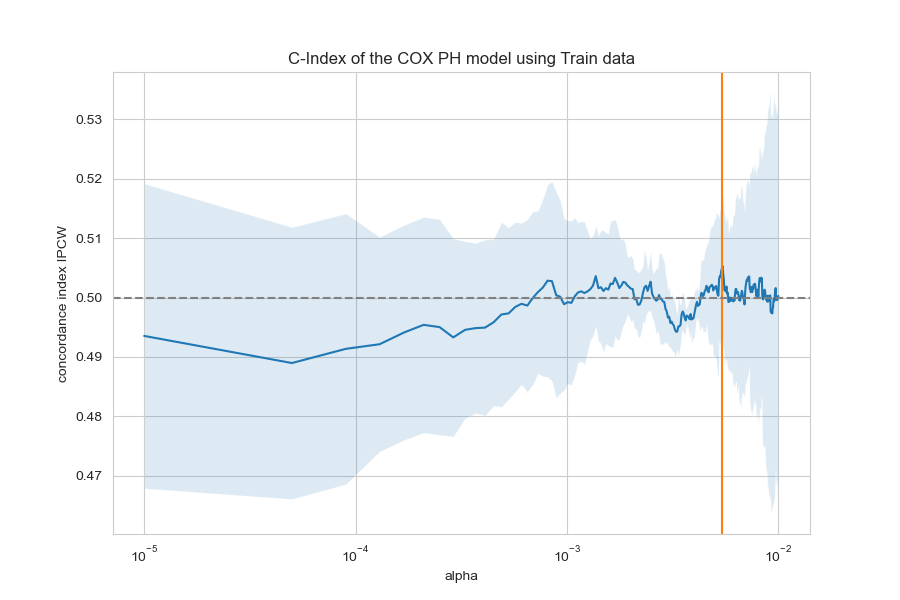 C-Index of the COX PH model using Train data
concordance index IPCW
0.53
0.52
0.51
0.50
0.49
0.48
0.47
10⁻⁵ 10⁻⁴ 10⁻³ 10⁻²
alpha